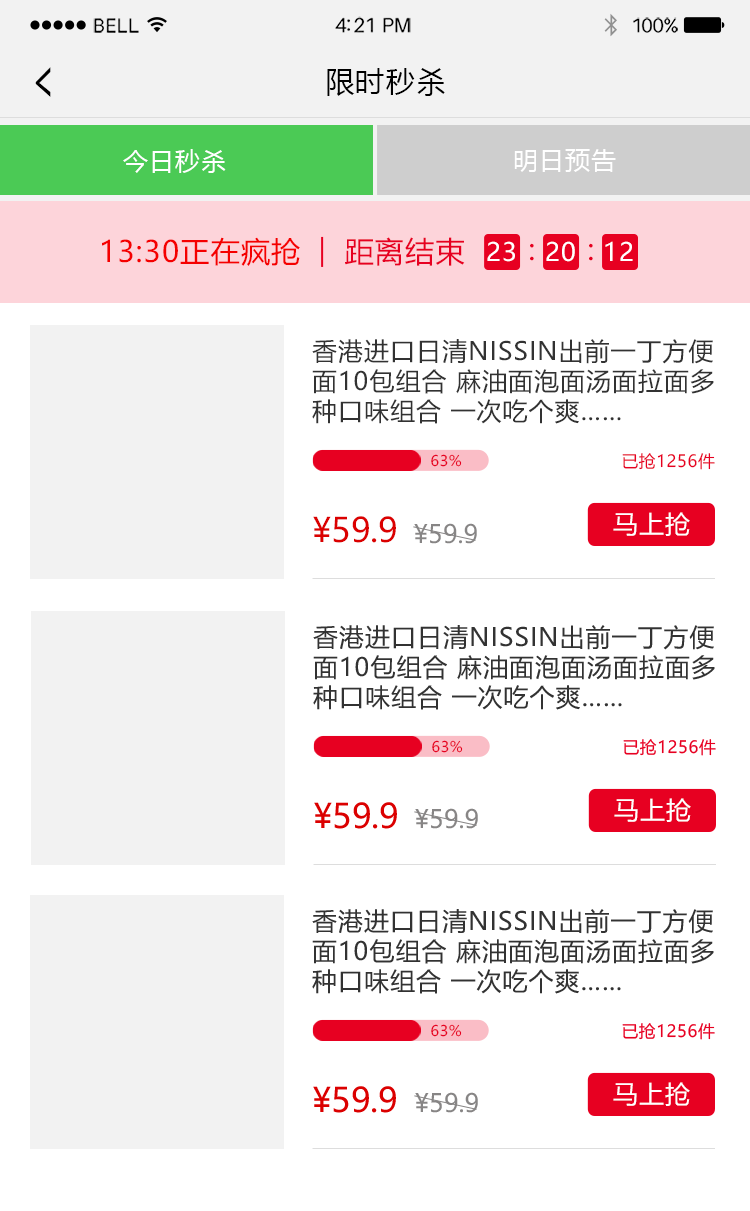 BELL 4:21 PM 100%
限时秒杀
今日秒杀 明日预告
13:30正在疯抢 | 距离结束 23 : 20 : 12
香港进口日清NISSIN出前一丁方便
面10包组合 麻油面泡面汤面拉面多
种口味组合 一次吃个爽……
63% 已抢1256件
¥59.9 ¥59.9 马上抢
香港进口日清NISSIN出前一丁方便
面10包组合 麻油面泡面汤面拉面多
种口味组合 一次吃个爽……
63% 已抢1256件
¥59.9 ¥59.9 马上抢
香港进口日清NISSIN出前一丁方便
面10包组合 麻油面泡面汤面拉面多
种口味组合 一次吃个爽……
63% 已抢1256件
¥59.9 ¥59.9 马上抢